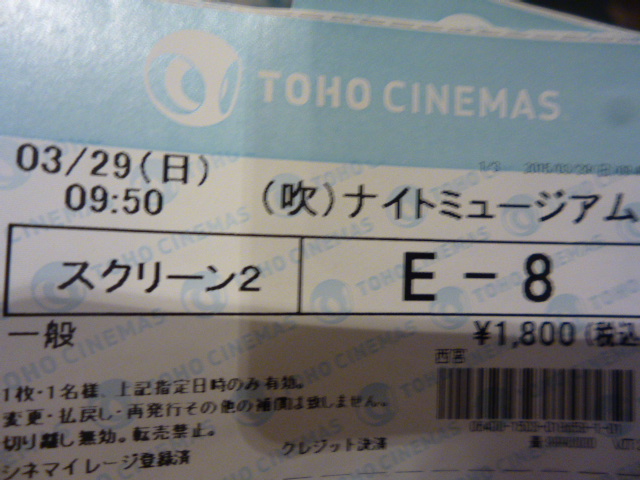 TOHO CINEMAS
03/29(日)
09:50
(吹)ナイトミュージアム
スクリーン2
E-8
一般
¥1,800(税込
西宮
1枚・1名様、上記指定日時のみ有効。
変更・払戻し・再発行その他の補償は致しません。
切り離し無効。転売禁止。
クレジット決済
シネマイレージ登録済